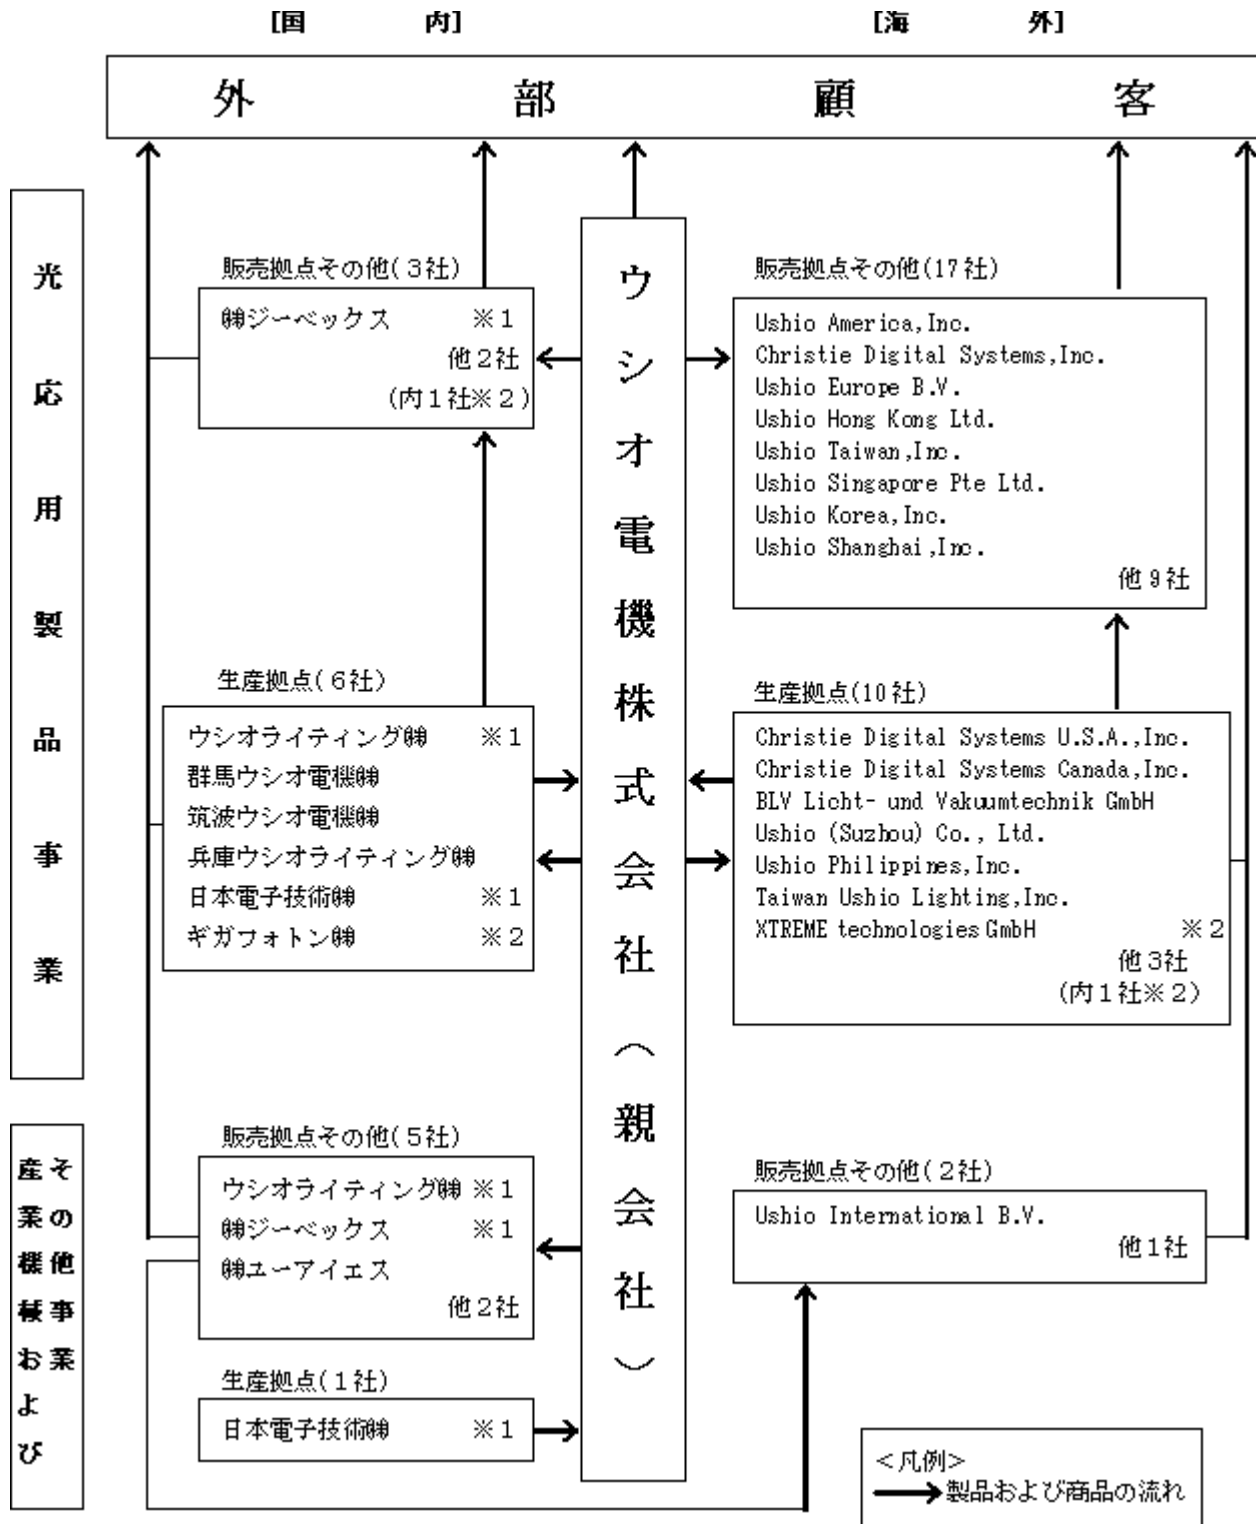 [国 内] [海 外]
外 部 顧 客
光応用製品事業
産業機械およびその他事業
ウシオ電機株式会社(親会社)
販売拠点その他(3社)
㈱ジーベックス ※1
他2社
(内1社※2)
生産拠点(6社)
ウシオライティング㈱ ※1
群馬ウシオ電機㈱
筑波ウシオ電機㈱
兵庫ウシオライティング㈱
日本電子技術㈱ ※1
ギガフォトン㈱ ※2
販売拠点その他(5社)
ウシオライティング㈱ ※1
㈱ジーベックス ※1
㈱ユーアイエス
他2社
生産拠点(1社)
日本電子技術㈱ ※1
販売拠点その他(17社)
Ushio America,Inc.
Christie Digital Systems,Inc.
Ushio Europe B.V.
Ushio Hong Kong Ltd.
Ushio Taiwan,Inc.
Ushio Singapore Pte Ltd.
Ushio Korea,Inc.
Ushio Shanghai,Inc.
他9社
生産拠点(10社)
Christie Digital Systems U.S.A.,Inc.
Christie Digital Systems Canada,Inc.
BLV Licht- und Vakuumtechnik GmbH
Ushio (Suzhou) Co., Ltd.
Ushio Philippines,Inc.
Taiwan Ushio Lighting,Inc.
XTREME technologies GmbH ※2
他3社
(内1社※2)
販売拠点その他(2社)
Ushio International B.V.
他1社
<凡例>
→製品および商品の流れ